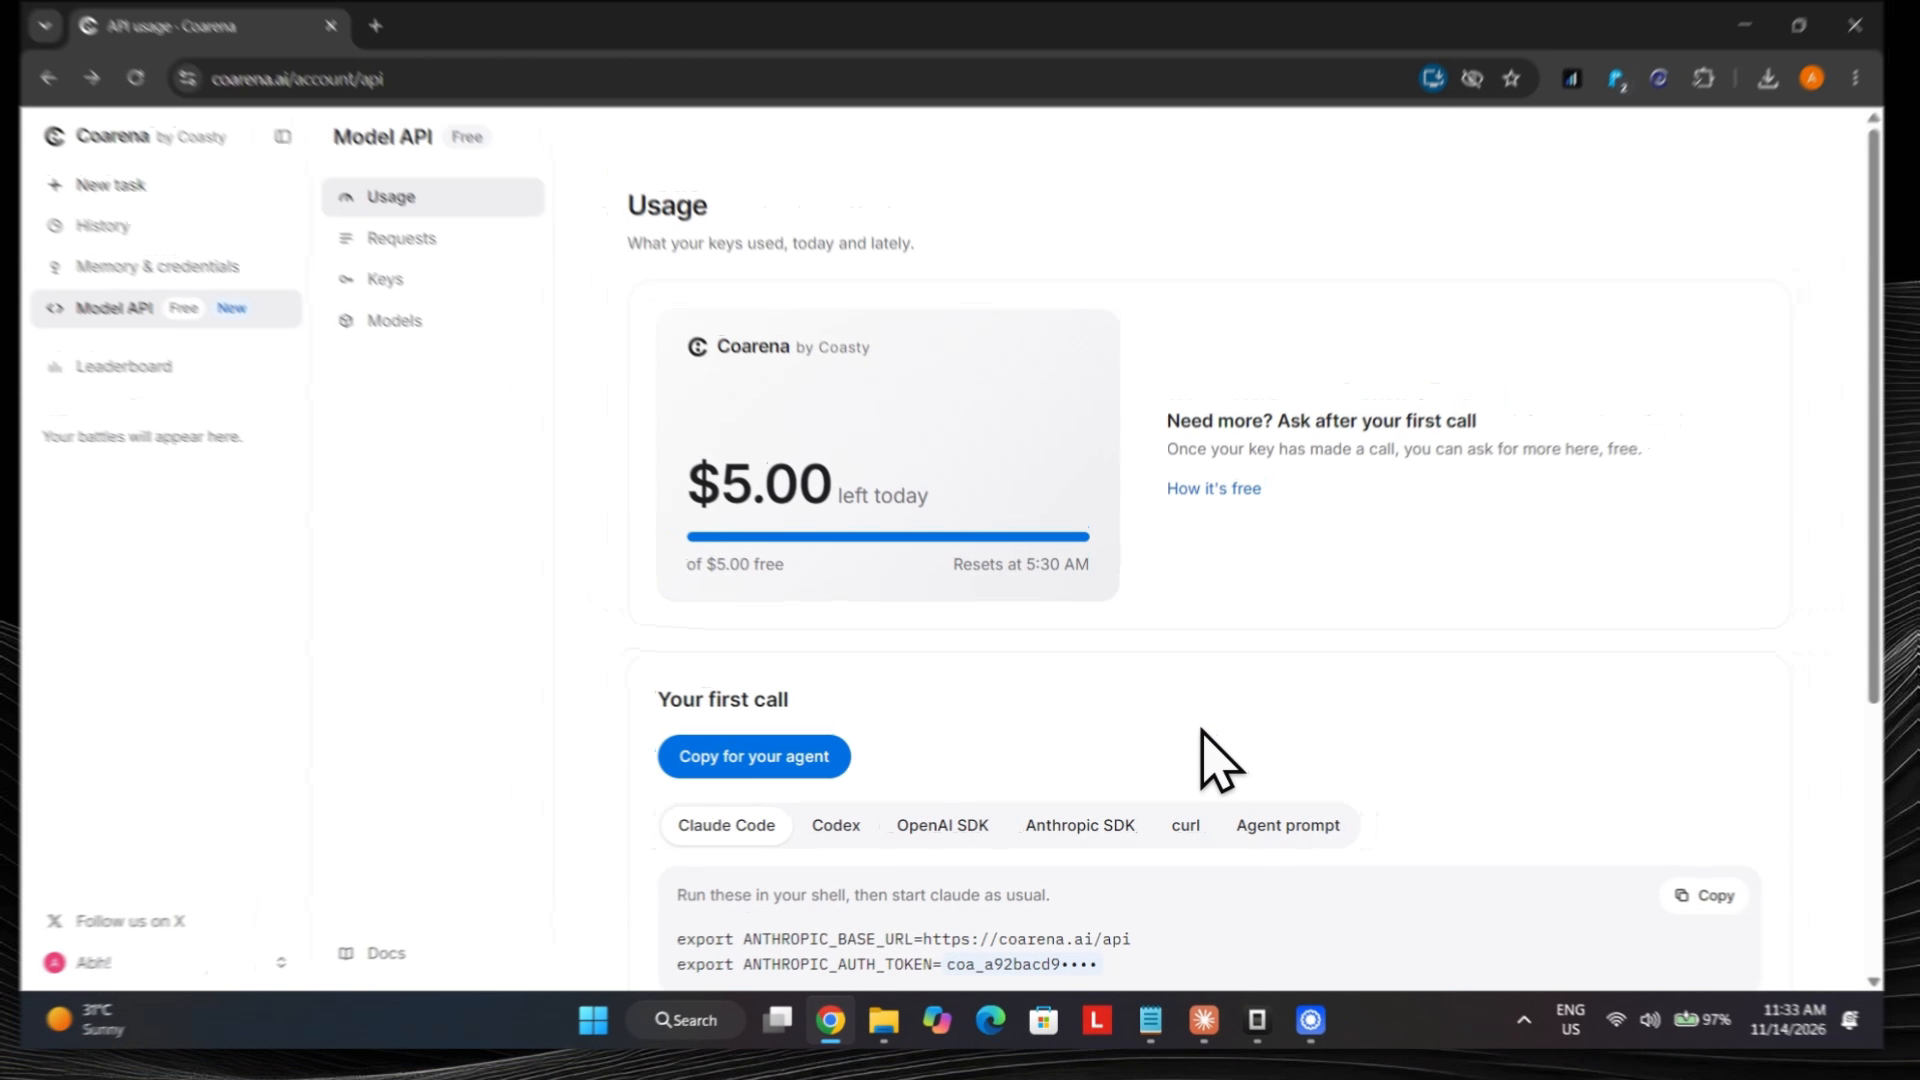 API usage - Coarena
coarena.ai/account/api
Coarena by Coasty
New task
History
Memory & credentials
Model API Free New
Leaderboard
Your battles will appear here.
Follow us on X
Abh!
Model API Free
Usage
Requests
Keys
Models
Docs
Usage
What your keys used, today and lately.
Coarena by Coasty
$5.00 left today
of $5.00 free
Resets at 5:30 AM
Need more? Ask after your first call
Once your key has made a call, you can ask for more here, free.
How it's free
Your first call
Copy for your agent
Claude Code Codex OpenAI SDK Anthropic SDK curl Agent prompt
Run these in your shell, then start claude as usual.
Copy
export ANTHROPIC_BASE_URL=https://coarena.ai/api
export ANTHROPIC_AUTH_TOKEN=coa_a92bacd9••••
31°C
Sunny
Search
ENG
US
97%
11:33 AM
11/14/2026